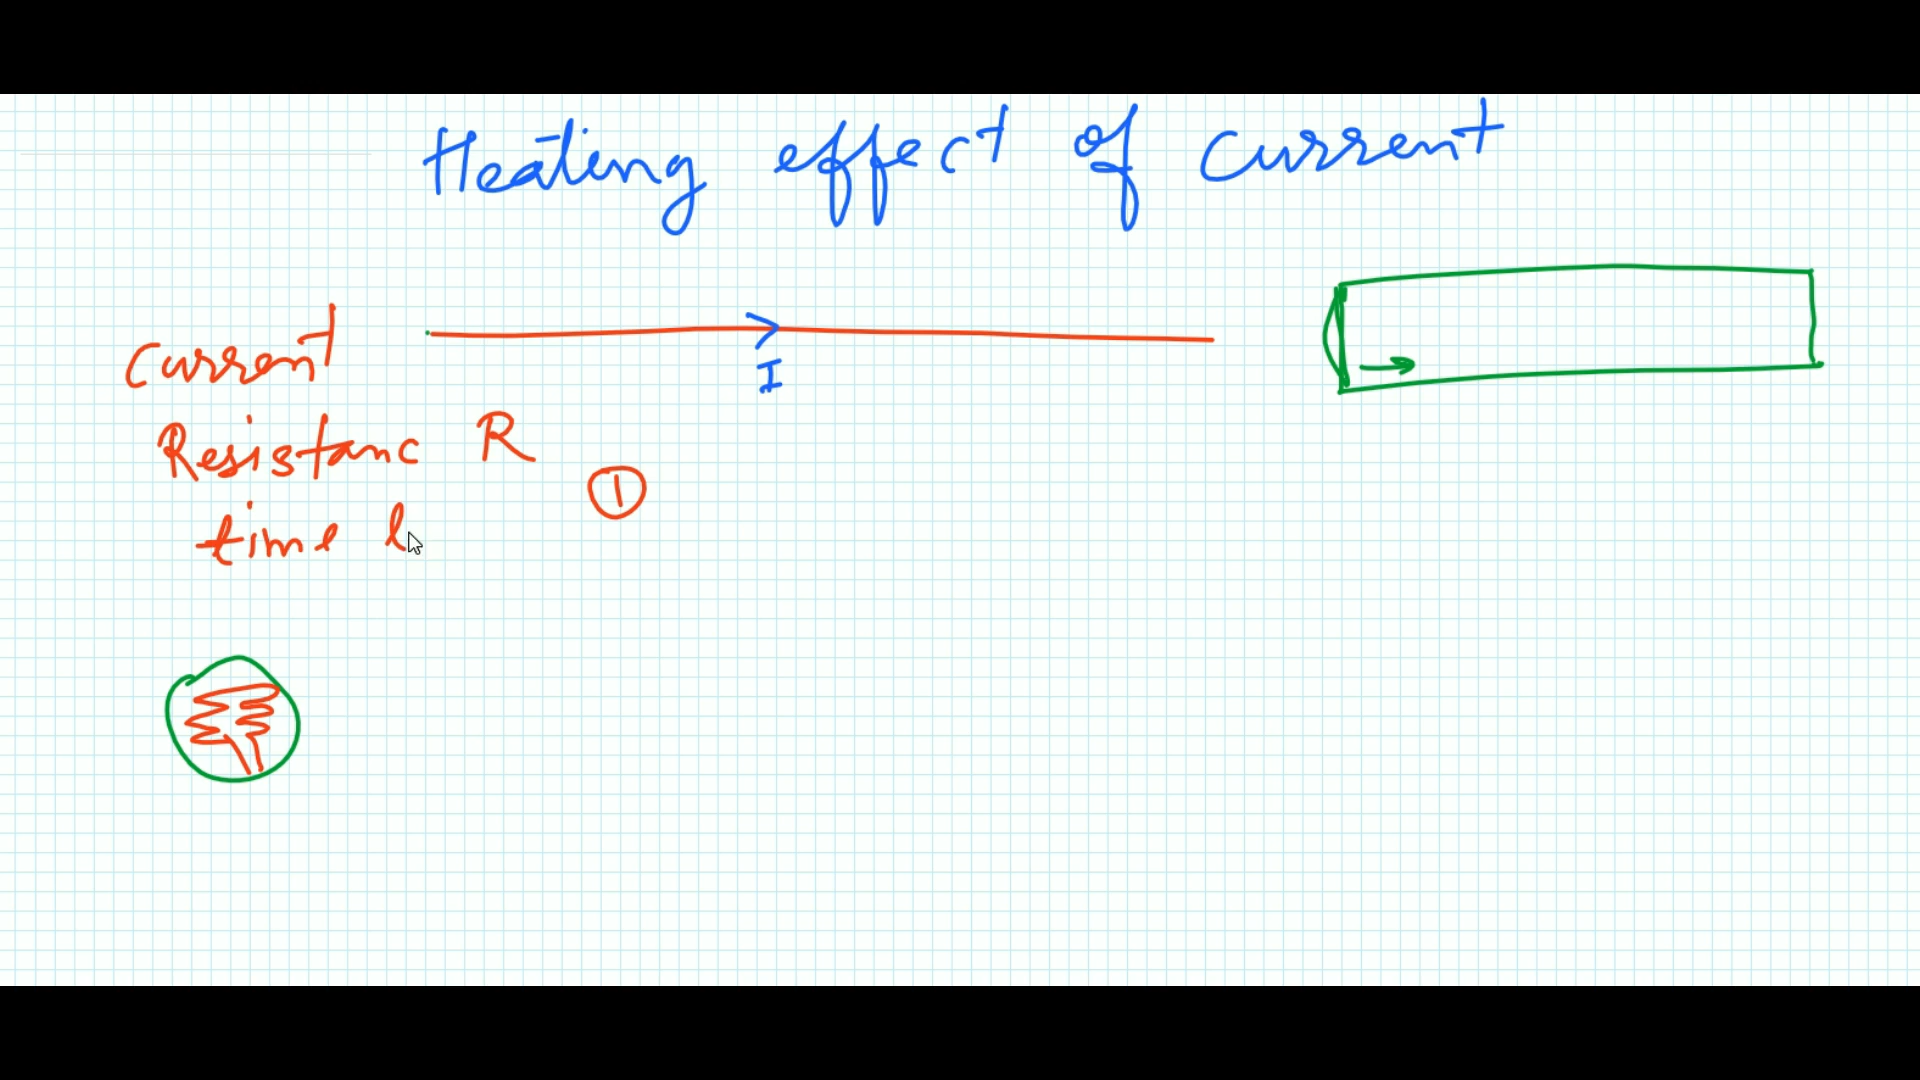 Heating effect of current
I
current
Resistanc R
①
time t